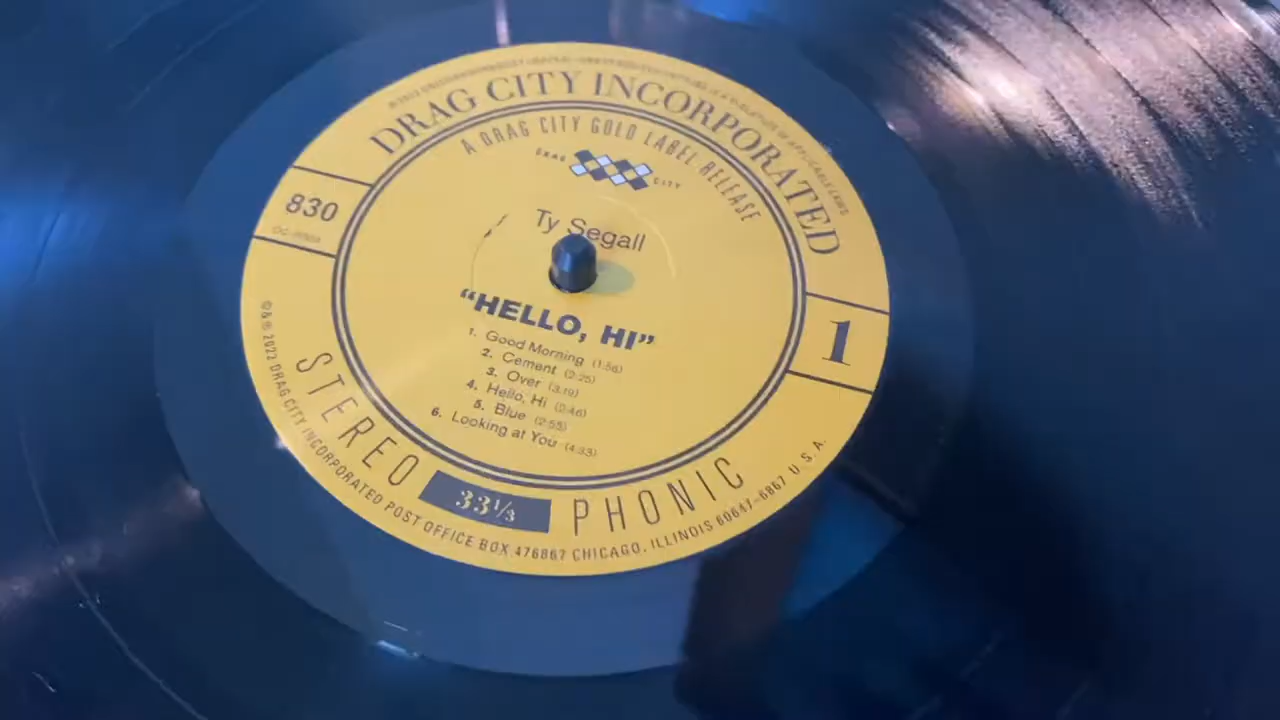 DRAG CITY INCORPORATED
A DRAG CITY GOLD LABEL RELEASE
DRAG CITY
830
Ty Segall
"HELLO, HI"
1
1. Good Morning (1:56)
2. Cement (2:25)
3. Over (3:19)
4. Hello, Hi (2:46)
5. Blue (2:55)
6. Looking at You (4:33)
STEREO PHONIC
33⅓
©&℗ 2022 DRAG CITY INCORPORATED POST OFFICE BOX 476867 CHICAGO, ILLINOIS 60647-6867 U.S.A.